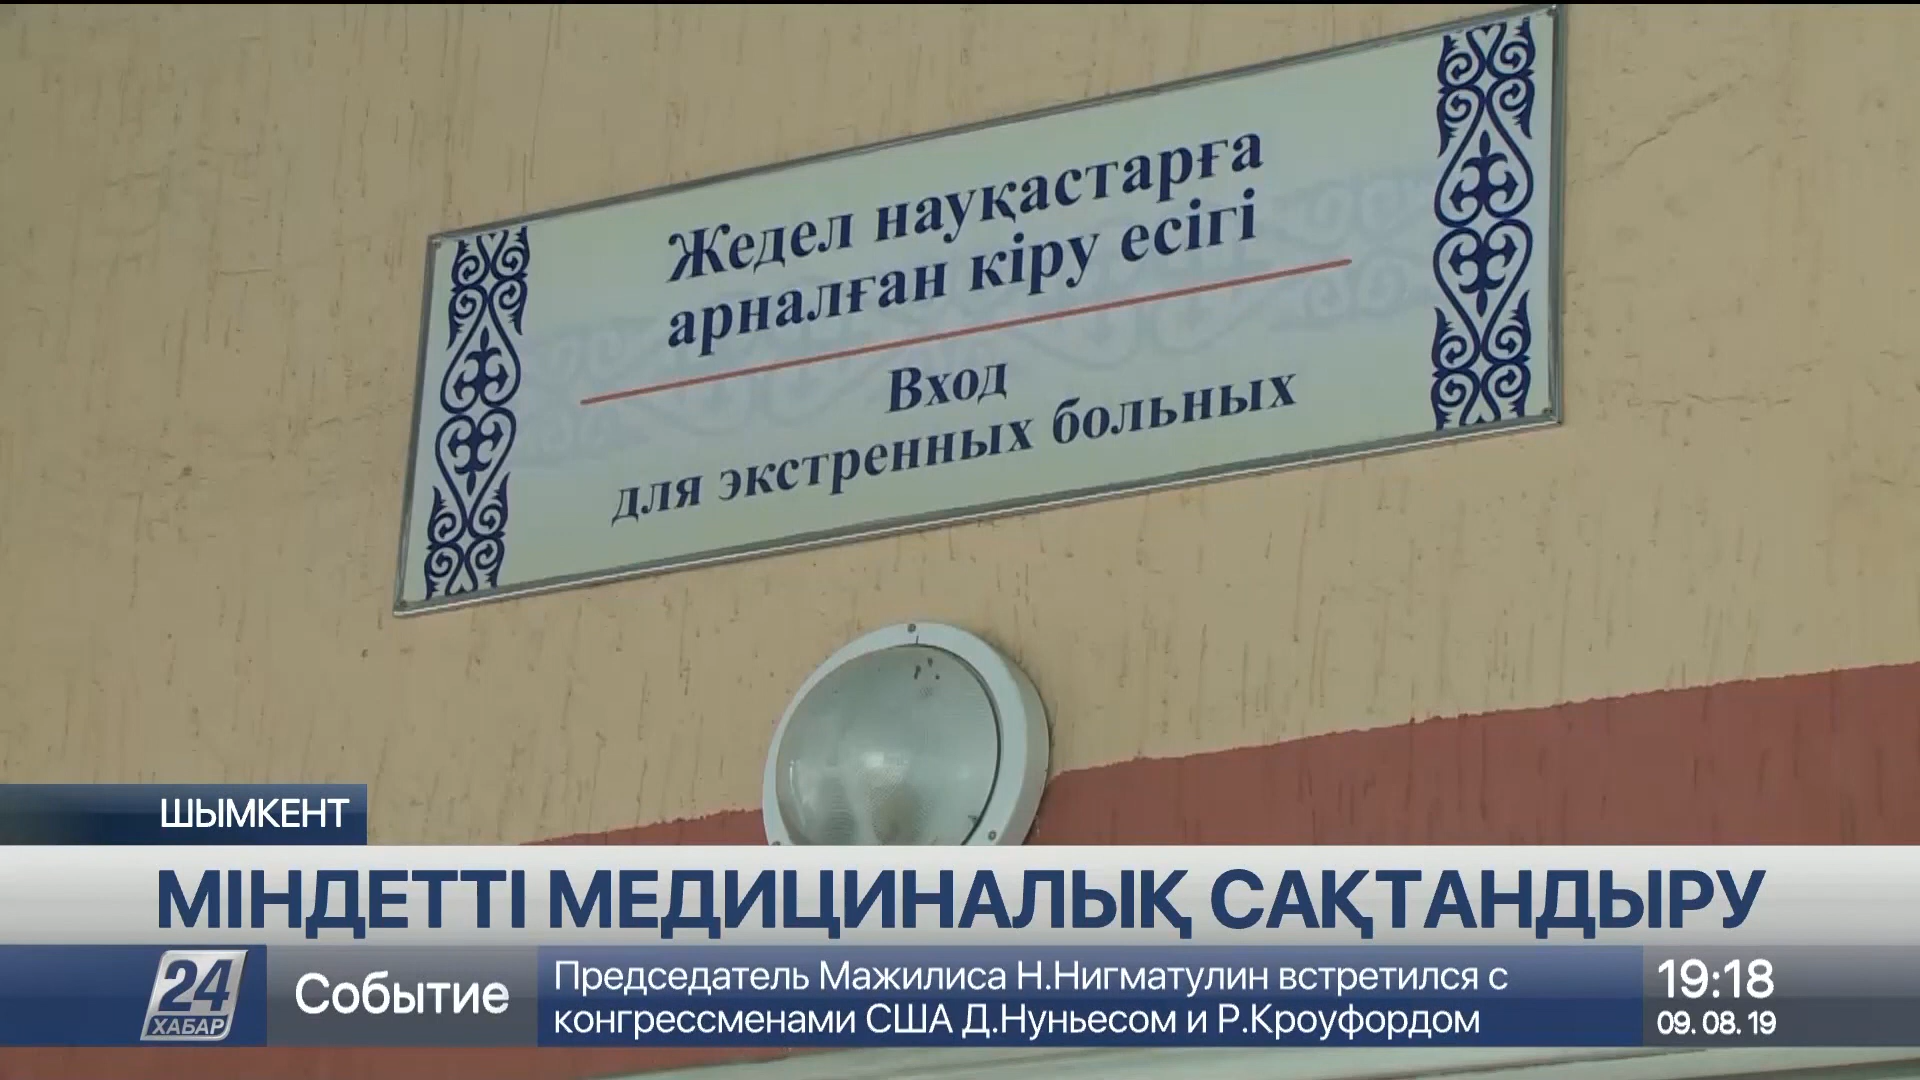 Жедел науқастарға
арналған кіру есігі
Вход
для экстренных больных
ШЫМКЕНТ
МІНДЕТТІ МЕДИЦИНАЛЫҚ САҚТАНДЫРУ
24
ХАБАР
Событие
Председатель Мажилиса Н.Нигматулин встретился с
конгрессменами США Д.Нуньесом и Р.Кроуфордом
19:18
09. 08. 19